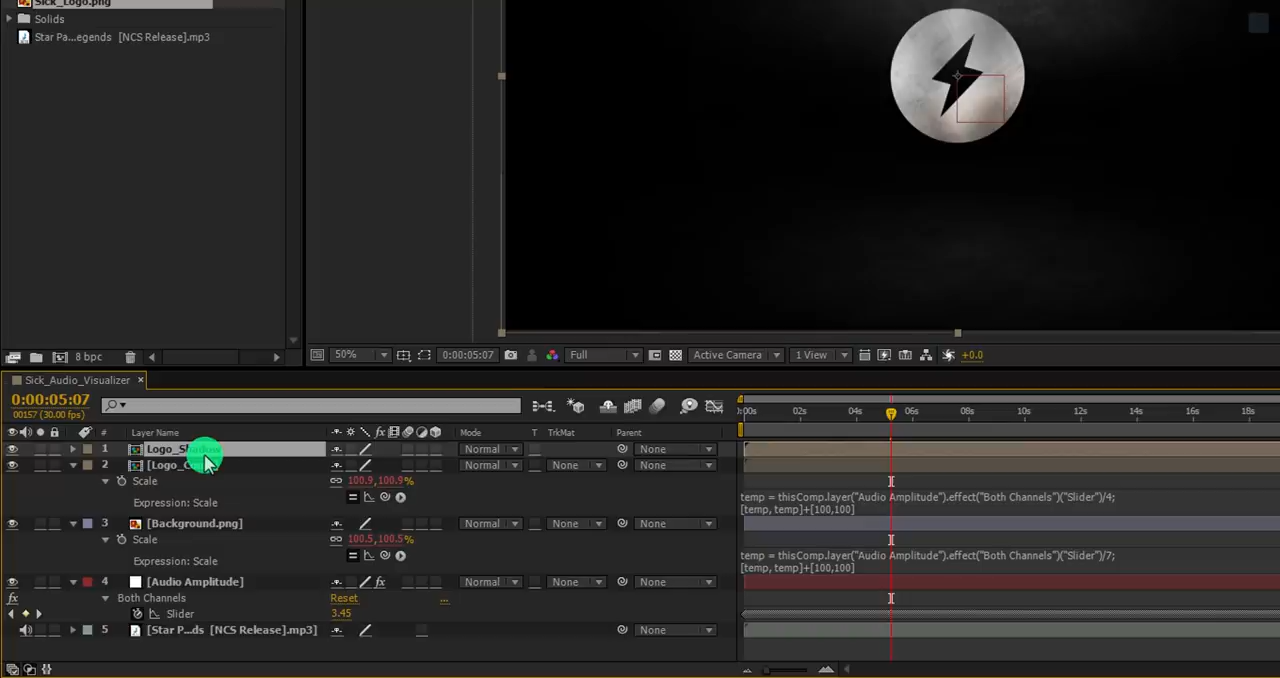 Sick_Logo.png
Solids
Star Pa...egends [NCS Release].mp3
8 bpc
50%
0:00:05:07
Full
Active Camera
1 View
+0.0
Sick_Audio_Visualizer ×
0:00:05:07
00157 (30.00 fps)
:00s 02s 04s 06s 08s 10s 12s 14s 16s 18s
# Layer Name fx Mode T TrkMat Parent
1 Normal None
2 Normal None None
Scale 100.9,100.9%
Expression: Scale
temp = thisComp.layer("Audio Amplitude").effect("Both Channels")("Slider")/4;
[temp, temp]+[100,100]
3 [Background.png] Normal None None
Scale 100.5,100.5%
Expression: Scale
temp = thisComp.layer("Audio Amplitude").effect("Both Channels")("Slider")/7;
[temp, temp]+[100,100]
4 [Audio Amplitude] fx Normal None None
fx Both Channels Reset ...
Slider 3.45
5 [Star P...ds [NCS Release].mp3] None